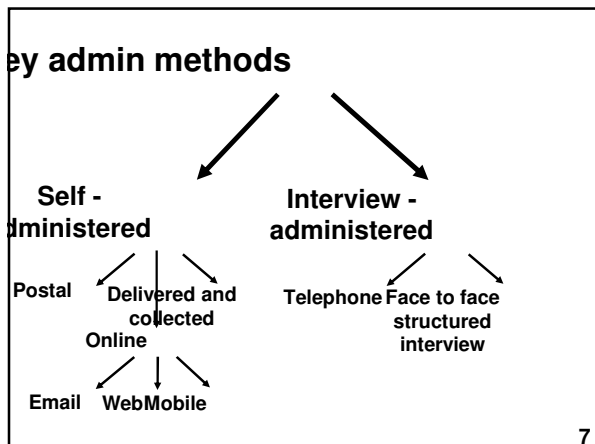 ey admin methods
Self -
dministered
Interview -
administered
Postal
Delivered and
collected
Telephone
Face to face
structured
interview
Online
Email
Web
Mobile
7